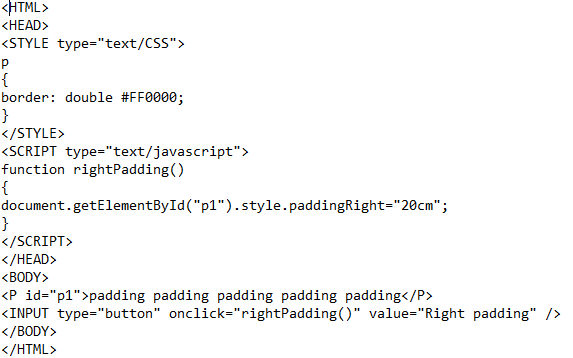 <HTML>
<HEAD>
<STYLE type="text/CSS">
p
{
border: double #FF0000;
}
</STYLE>
<SCRIPT type="text/javascript">
function rightPadding()
{
document.getElementById("p1").style.paddingRight="20cm";
}
</SCRIPT>
</HEAD>
<BODY>
<P id="p1">padding padding padding padding padding</P>
<INPUT type="button" onclick="rightPadding()" value="Right padding" />
</BODY>
</HTML>